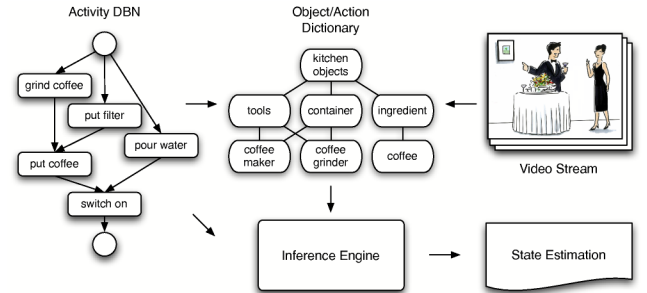 Activity DBN
Object/Action
Dictionary
kitchen
objects
grind coffee
put filter
tools
container
ingredient
pour water
put coffee
coffee
maker
coffee
grinder
coffee
Video Stream
switch on
Inference Engine
State Estimation